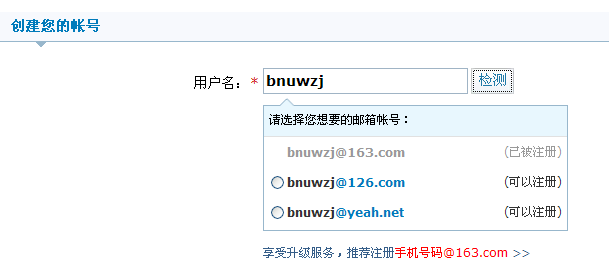 创建您的帐号
用户名：* bnuwzj 检测
请选择您想要的邮箱帐号：
bnuwzj@163.com (已被注册)
bnuwzj@126.com (可以注册)
bnuwzj@yeah.net (可以注册)
享受升级服务，推荐注册手机号码@163.com >>